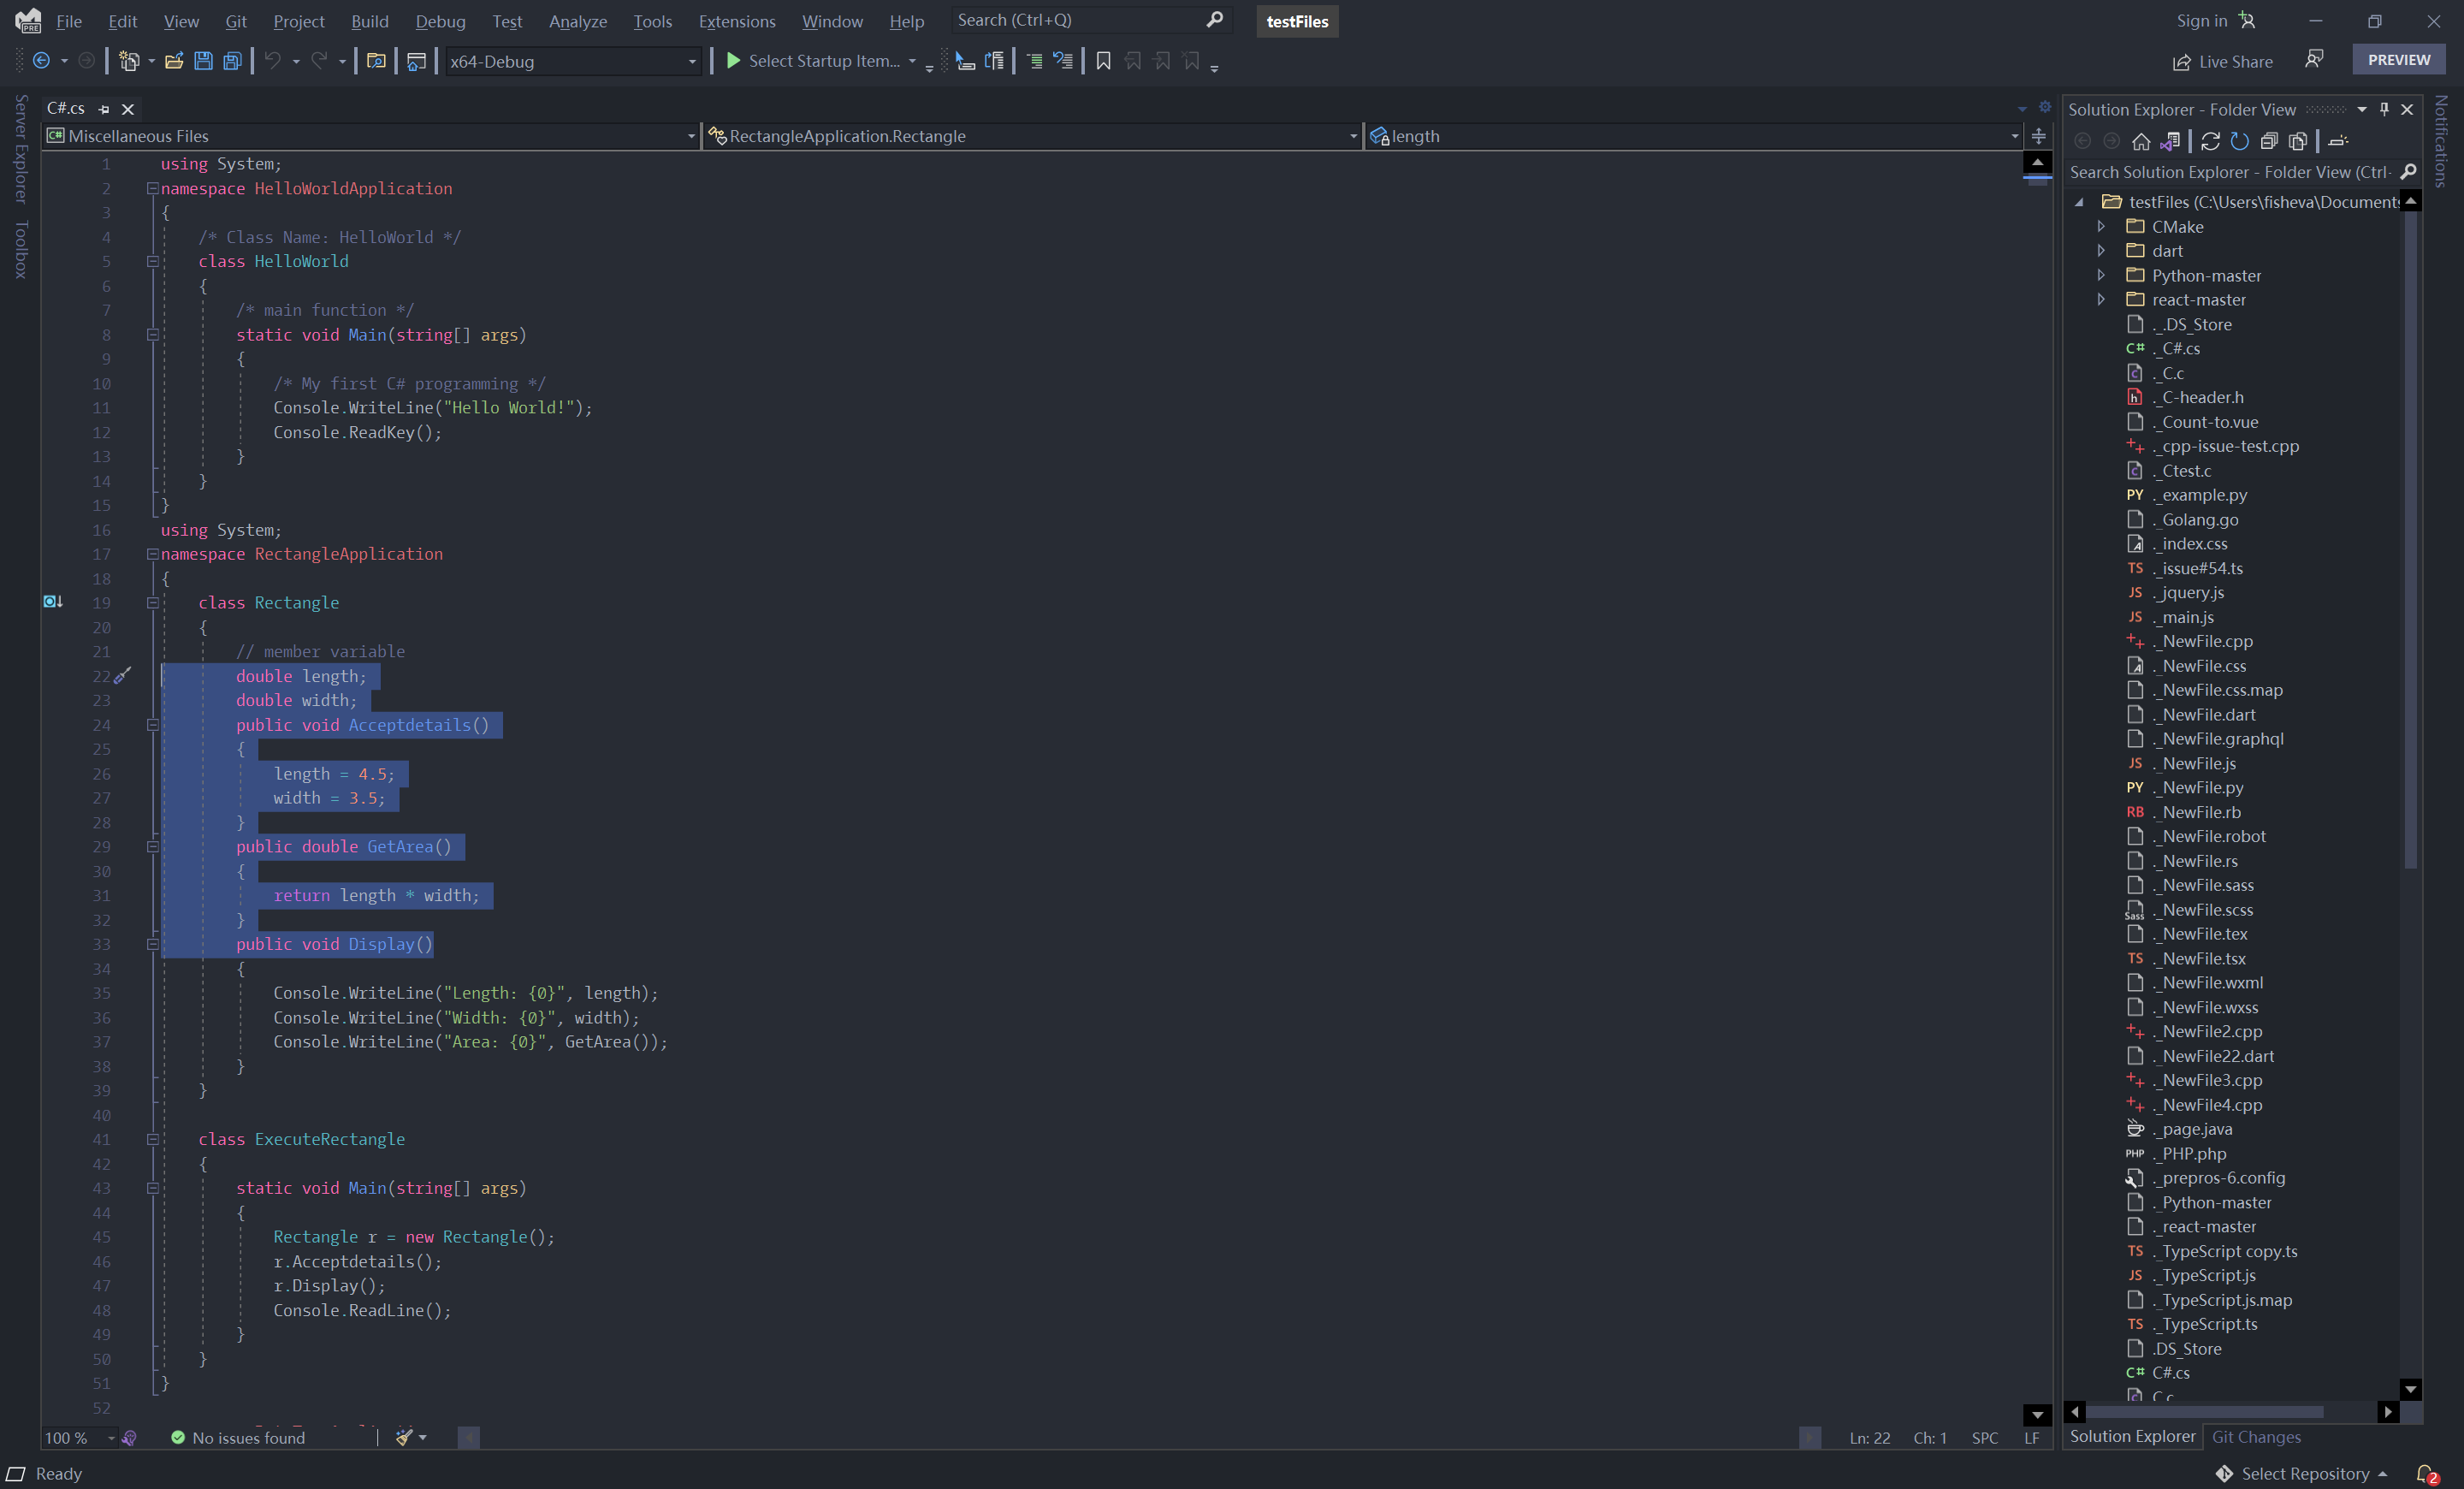 File Edit View Git Project Build Debug Test Analyze Tools Extensions Window Help Search (Ctrl+Q) testFiles Sign in
x64-Debug Select Startup Item... Live Share PREVIEW
Server Explorer
Toolbox
C#.cs
Miscellaneous Files RectangleApplication.Rectangle length
1 using System;
2 namespace HelloWorldApplication
3 {
4 /* Class Name: HelloWorld */
5 class HelloWorld
6 {
7 /* main function */
8 static void Main(string[] args)
9 {
10 /* My first C# programming */
11 Console.WriteLine("Hello World!");
12 Console.ReadKey();
13 }
14 }
15 }
16 using System;
17 namespace RectangleApplication
18 {
19 class Rectangle
20 {
21 // member variable
22 double length;
23 double width;
24 public void Acceptdetails()
25 {
26 length = 4.5;
27 width = 3.5;
28 }
29 public double GetArea()
30 {
31 return length * width;
32 }
33 public void Display()
34 {
35 Console.WriteLine("Length: {0}", length);
36 Console.WriteLine("Width: {0}", width);
37 Console.WriteLine("Area: {0}", GetArea());
38 }
39 }
40
41 class ExecuteRectangle
42 {
43 static void Main(string[] args)
44 {
45 Rectangle r = new Rectangle();
46 r.Acceptdetails();
47 r.Display();
48 Console.ReadLine();
49 }
50 }
51 }
52
100 % No issues found Ln: 22 Ch: 1 SPC LF
Solution Explorer - Folder View
Search Solution Explorer - Folder View (Ctrl-
testFiles (C:\Users\fisheva\Documents
CMake
dart
Python-master
react-master
._.DS_Store
C# ._C#.cs
._C.c
._C-header.h
._Count-to.vue
._cpp-issue-test.cpp
._Ctest.c
PY ._example.py
._Golang.go
._index.css
TS ._issue#54.ts
JS ._jquery.js
JS ._main.js
._NewFile.cpp
._NewFile.css
._NewFile.css.map
._NewFile.dart
._NewFile.graphql
JS ._NewFile.js
PY ._NewFile.py
RB ._NewFile.rb
._NewFile.robot
._NewFile.rs
._NewFile.sass
Sass ._NewFile.scss
._NewFile.tex
TS ._NewFile.tsx
._NewFile.wxml
._NewFile.wxss
._NewFile2.cpp
._NewFile22.dart
._NewFile3.cpp
._NewFile4.cpp
._page.java
PHP ._PHP.php
._prepros-6.config
._Python-master
._react-master
TS ._TypeScript copy.ts
JS ._TypeScript.js
._TypeScript.js.map
TS ._TypeScript.ts
.DS_Store
C# C#.cs
C.c
Solution Explorer Git Changes
Notifications
Ready Select Repository 2